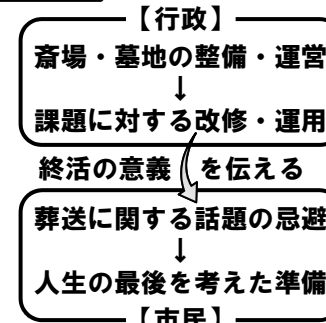 【行政】
斎場・墓地の整備・運営
↓
課題に対する改修・運用
終活の意義 を伝える
葬送に関する話題の忌避
↓
人生の最後を考えた準備
【市民】